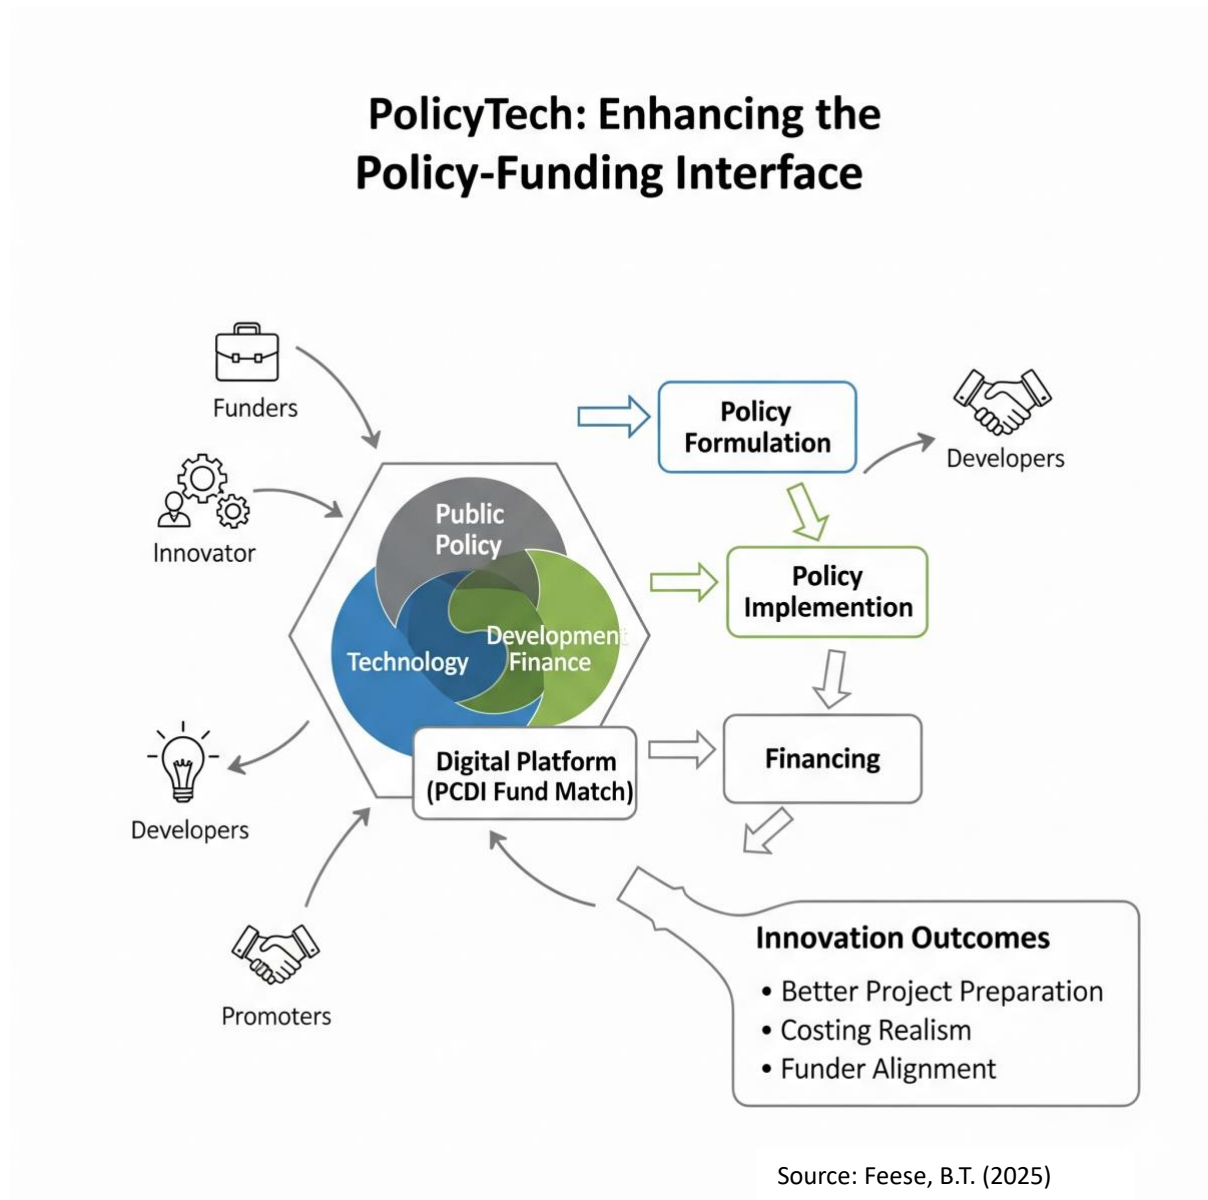 PolicyTech: Enhancing the
Policy-Funding Interface
Funders
Innovator
Developers
Promoters
Public
Policy
Technology
Development
Finance
Digital Platform
(PCDI Fund Match)
Policy
Formulation
Developers
Policy
Implemention
Financing
Innovation Outcomes
• Better Project Preparation
• Costing Realism
• Funder Alignment
Source: Feese, B.T. (2025)